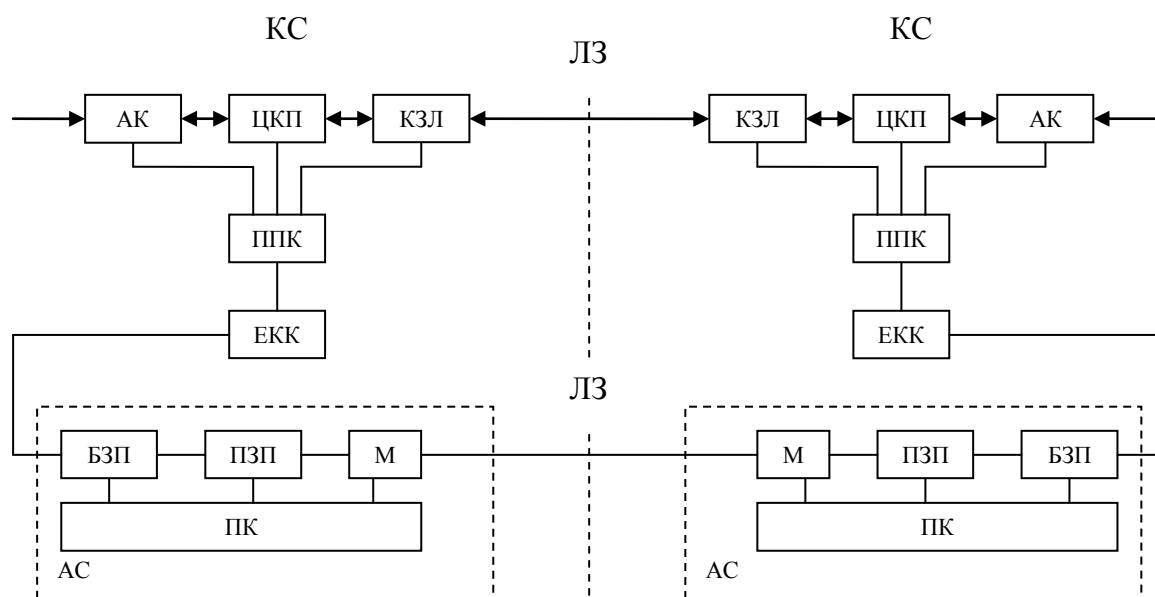 КС КС
ЛЗ
АК ЦКП КЗЛ КЗЛ ЦКП АК
ППК ППК
ЕКК ЕКК
ЛЗ
БЗП ПЗП М М ПЗП БЗП
ПК ПК
АС АС